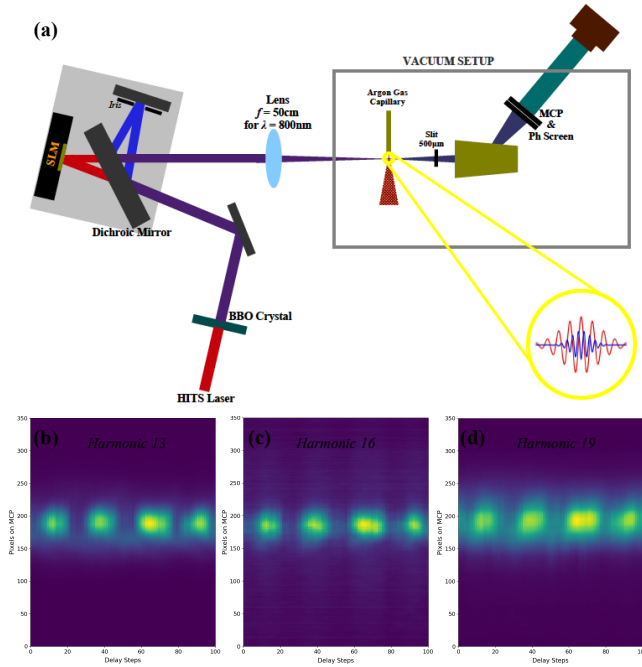 (a)
Iris
SLM
Dichroic Mirror
BBO Crystal
HITS Laser
Lens
f = 50cm
for λ = 800nm
VACUUM SETUP
Argon Gas
Capillary
Slit
500μm
MCP
&
Ph Screen
(b)
Harmonic 13
350
300
250
200
150
100
50
0
Pixels on MCP
0
20
40
60
80
100
Delay Steps
(c)
Harmonic 16
350
300
250
200
150
100
50
0
Pixels on MCP
0
20
40
60
80
100
Delay Steps
(d)
Harmonic 19
350
300
250
200
150
100
50
0
Pixels on MCP
0
20
40
60
80
100
Delay Steps